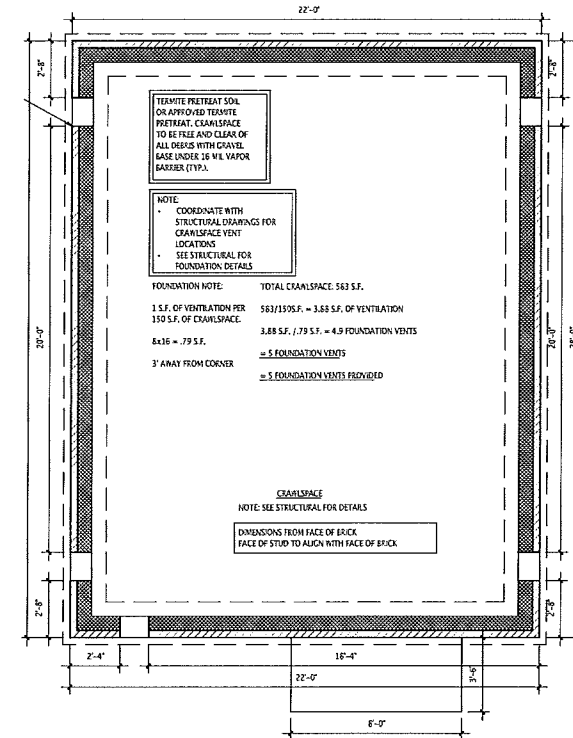 22'-0"
2'-8"
2'-8"
TERMITE PRETREAT SOIL
OR APPROVED TERMITE
PRETREAT. CRAWLSPACE
TO BE FREE AND CLEAR OF
ALL DEBRIS WITH GRAVEL
BASE UNDER 16 MIL VAPOR
BARRIER (TYP.).
NOTE:
• COORDINATE WITH
STRUCTURAL DRAWINGS FOR
CRAWLSPACE VENT
LOCATIONS
• SEE STRUCTURAL FOR
FOUNDATION DETAILS
FOUNDATION NOTE:
TOTAL CRAWLSPACE: 583 S.F.
1 S.F. OF VENTILATION PER
150 S.F. OF CRAWLSPACE.
583/150S.F. = 3.88 S.F. OF VENTILATION
3.88 S.F. /.79 S.F. = 4.9 FOUNDATION VENTS
8x16 = .79 S.F.
= 5 FOUNDATION VENTS
3' AWAY FROM CORNER
= 5 FOUNDATION VENTS PROVIDED
20'-0"
20'-0"
CRAWLSPACE
NOTE: SEE STRUCTURAL FOR DETAILS
DIMENSIONS FROM FACE OF BRICK
FACE OF STUD TO ALIGN WITH FACE OF BRICK
2'-8"
2'-8"
2'-4"
16'-4"
3'-6"
22'-0"
8'-0"